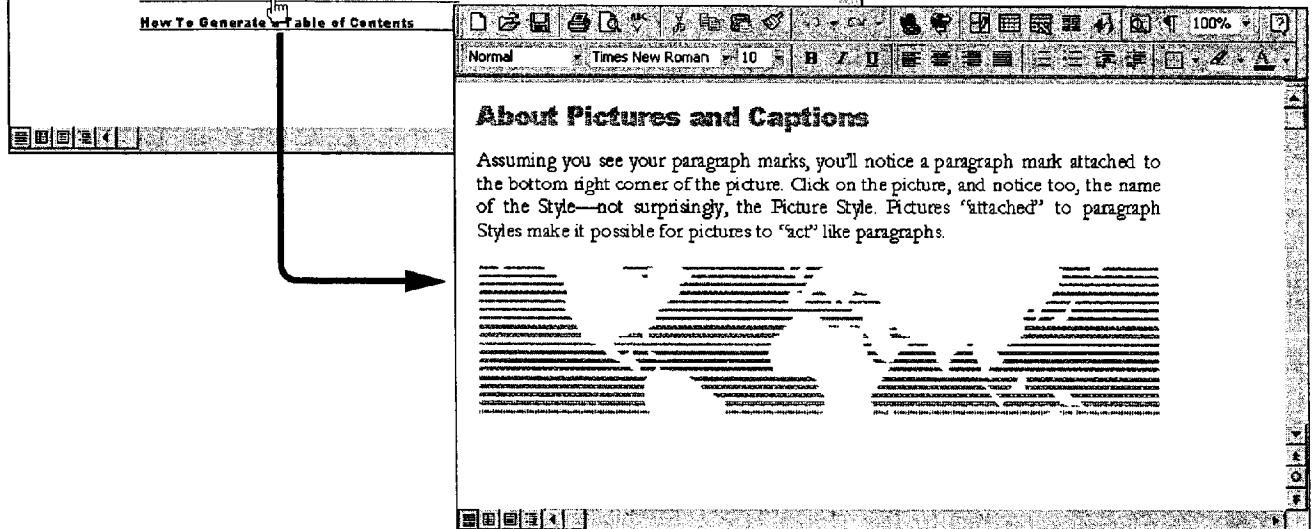 How To Generate a Table of Contents
100%
Normal Times New Roman 10 B I U A
About Pictures and Captions
Assuming you see your paragraph marks, you'll notice a paragraph mark attached to
the bottom right corner of the picture. Click on the picture, and notice too, the name
of the Style—not surprisingly, the Picture Style. Pictures “attached” to paragraph
Styles make it possible for pictures to “act” like paragraphs.